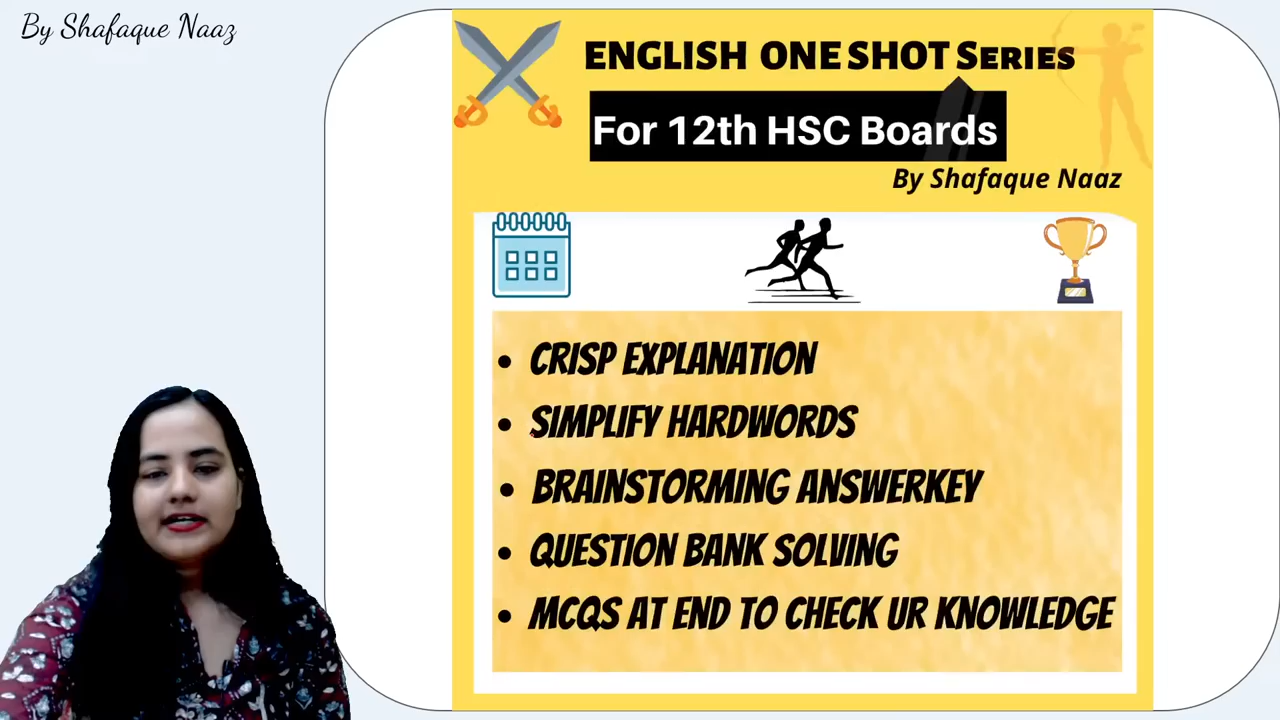 By Shafaque Naaz
ENGLISH ONE SHOT SERIES
For 12th HSC Boards
By Shafaque Naaz
• CRISP EXPLANATION
• SIMPLIFY HARDWORDS
• BRAINSTORMING ANSWERKEY
• QUESTION BANK SOLVING
• MCQS AT END TO CHECK UR KNOWLEDGE